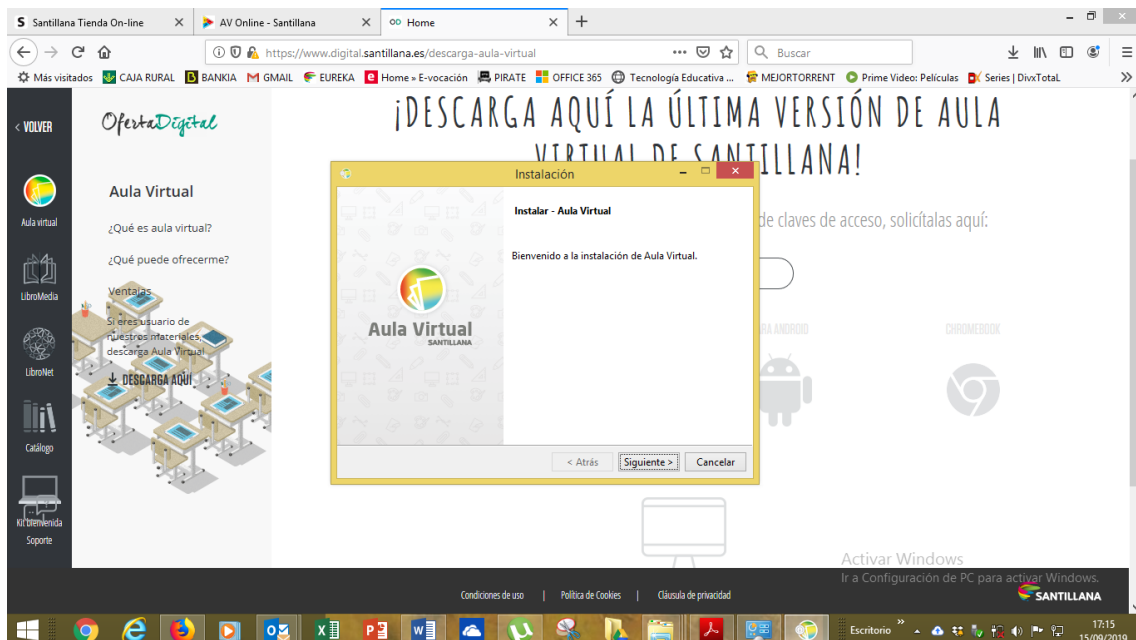 S Santillana Tienda On-line
AV Online - Santillana
Home
https://www.digital.santillana.es/descarga-aula-virtual
Buscar
Más visitados CAJA RURAL BANKIA GMAIL EUREKA Home » E-vocación PIRATE OFFICE 365 Tecnología Educativa ... MEJORTORRENT Prime Video: Películas Series | DivxTotaL
< VOLVER
OfertaDigital
¡DESCARGA AQUÍ LA ÚLTIMA VERSIÓN DE AULA
VIRTUAL DE SANTILLANA!
Aula virtual
LibroMedia
LibroNet
Catálogo
Kit bienvenida
Soporte
Aula Virtual
¿Qué es aula virtual?
¿Qué puede ofrecerme?
Ventajas
Si eres usuario de
nuestros materiales,
descarga Aula Virtual
DESCARGA AQUÍ
de claves de acceso, solicítalas aquí:
RA ANDROID
CHROMEBOOK
Instalación
Instalar - Aula Virtual
Bienvenido a la instalación de Aula Virtual.
Aula Virtual
SANTILLANA
< Atrás
Siguiente >
Cancelar
Activar Windows
Ir a Configuración de PC para activar Windows.
Condiciones de uso | Política de Cookies | Cláusula de privacidad
SANTILLANA
Escritorio
17:15
15/09/2019